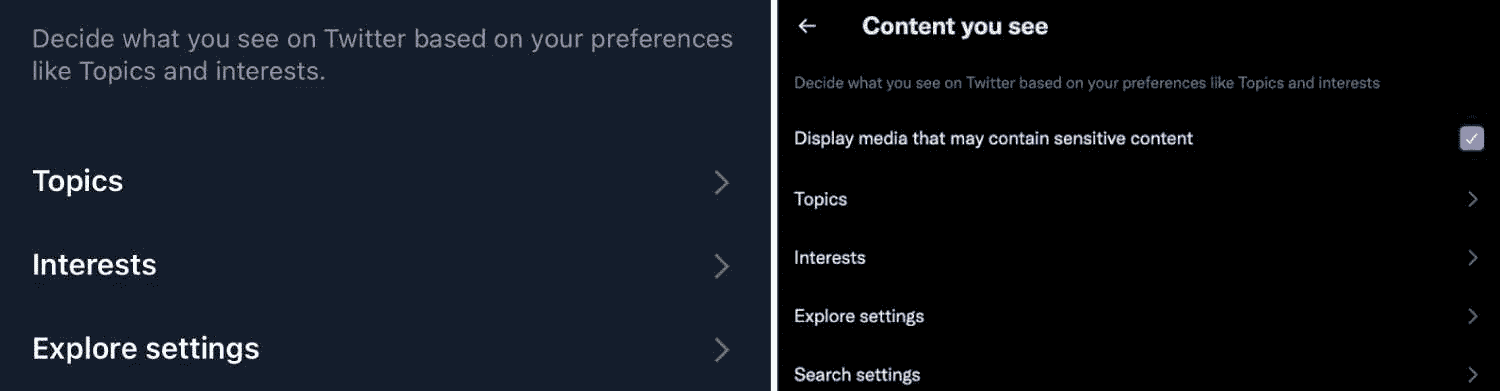 Decide what you see on Twitter based on your preferences
like Topics and interests.
Topics
Interests
Explore settings
Content you see
Decide what you see on Twitter based on your preferences like Topics and interests
Display media that may contain sensitive content
Topics
Interests
Explore settings
Search settings